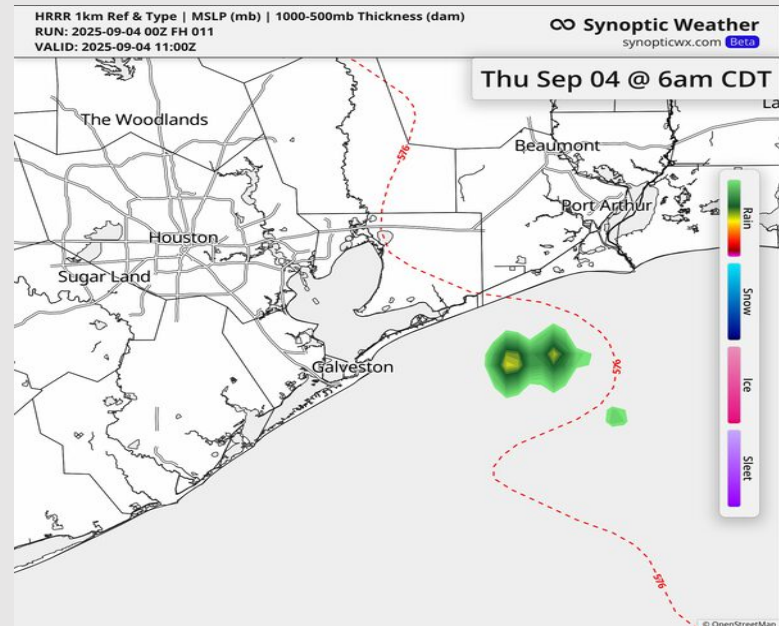 HRRR 1km Ref & Type | MSLP (mb) | 1000-500mb Thickness (dam)
RUN: 2025-09-04 00Z FH 011
VALID: 2025-09-04 11:00Z
Synoptic Weather
synopticwx.com Beta
Thu Sep 04 @ 6am CDT
La
The Woodlands
576
Beaumont
Port Arthur
Houston
Sugar Land
Galveston
576
576
Rain
Snow
Ice
Sleet
© OpenStreetMap